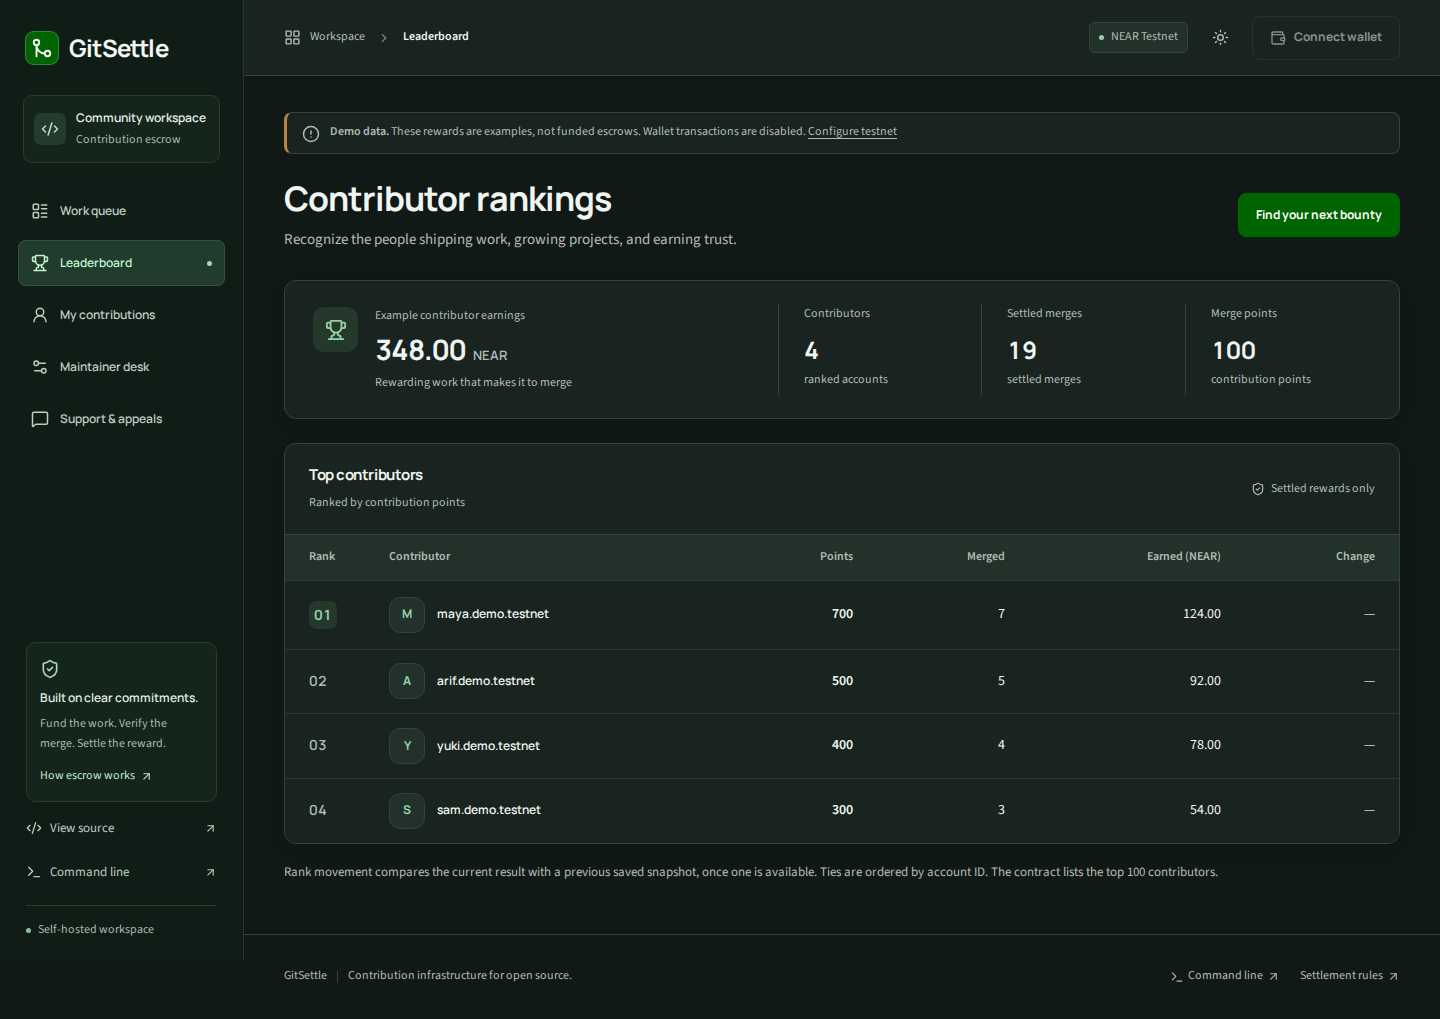 GitSettle
Community workspace
Contribution escrow
Work queue
Leaderboard
My contributions
Maintainer desk
Support & appeals
Built on clear commitments.
Fund the work. Verify the
merge. Settle the reward.
How escrow works
View source
Command line
Self-hosted workspace
Workspace
Leaderboard
NEAR Testnet
Connect wallet
Demo data. These rewards are examples, not funded escrows. Wallet transactions are disabled. Configure testnet
Contributor rankings
Recognize the people shipping work, growing projects, and earning trust.
Find your next bounty
Example contributor earnings
348.00 NEAR
Rewarding work that makes it to merge
Contributors
4
ranked accounts
Settled merges
19
settled merges
Merge points
100
contribution points
Top contributors
Ranked by contribution points
Settled rewards only
Rank Contributor Points Merged Earned (NEAR) Change
01 M maya.demo.testnet 700 7 124.00 —
02 A arif.demo.testnet 500 5 92.00 —
03 Y yuki.demo.testnet 400 4 78.00 —
04 S sam.demo.testnet 300 3 54.00 —
Rank movement compares the current result with a previous saved snapshot, once one is available. Ties are ordered by account ID. The contract lists the top 100 contributors.
GitSettle | Contribution infrastructure for open source.
Command line
Settlement rules